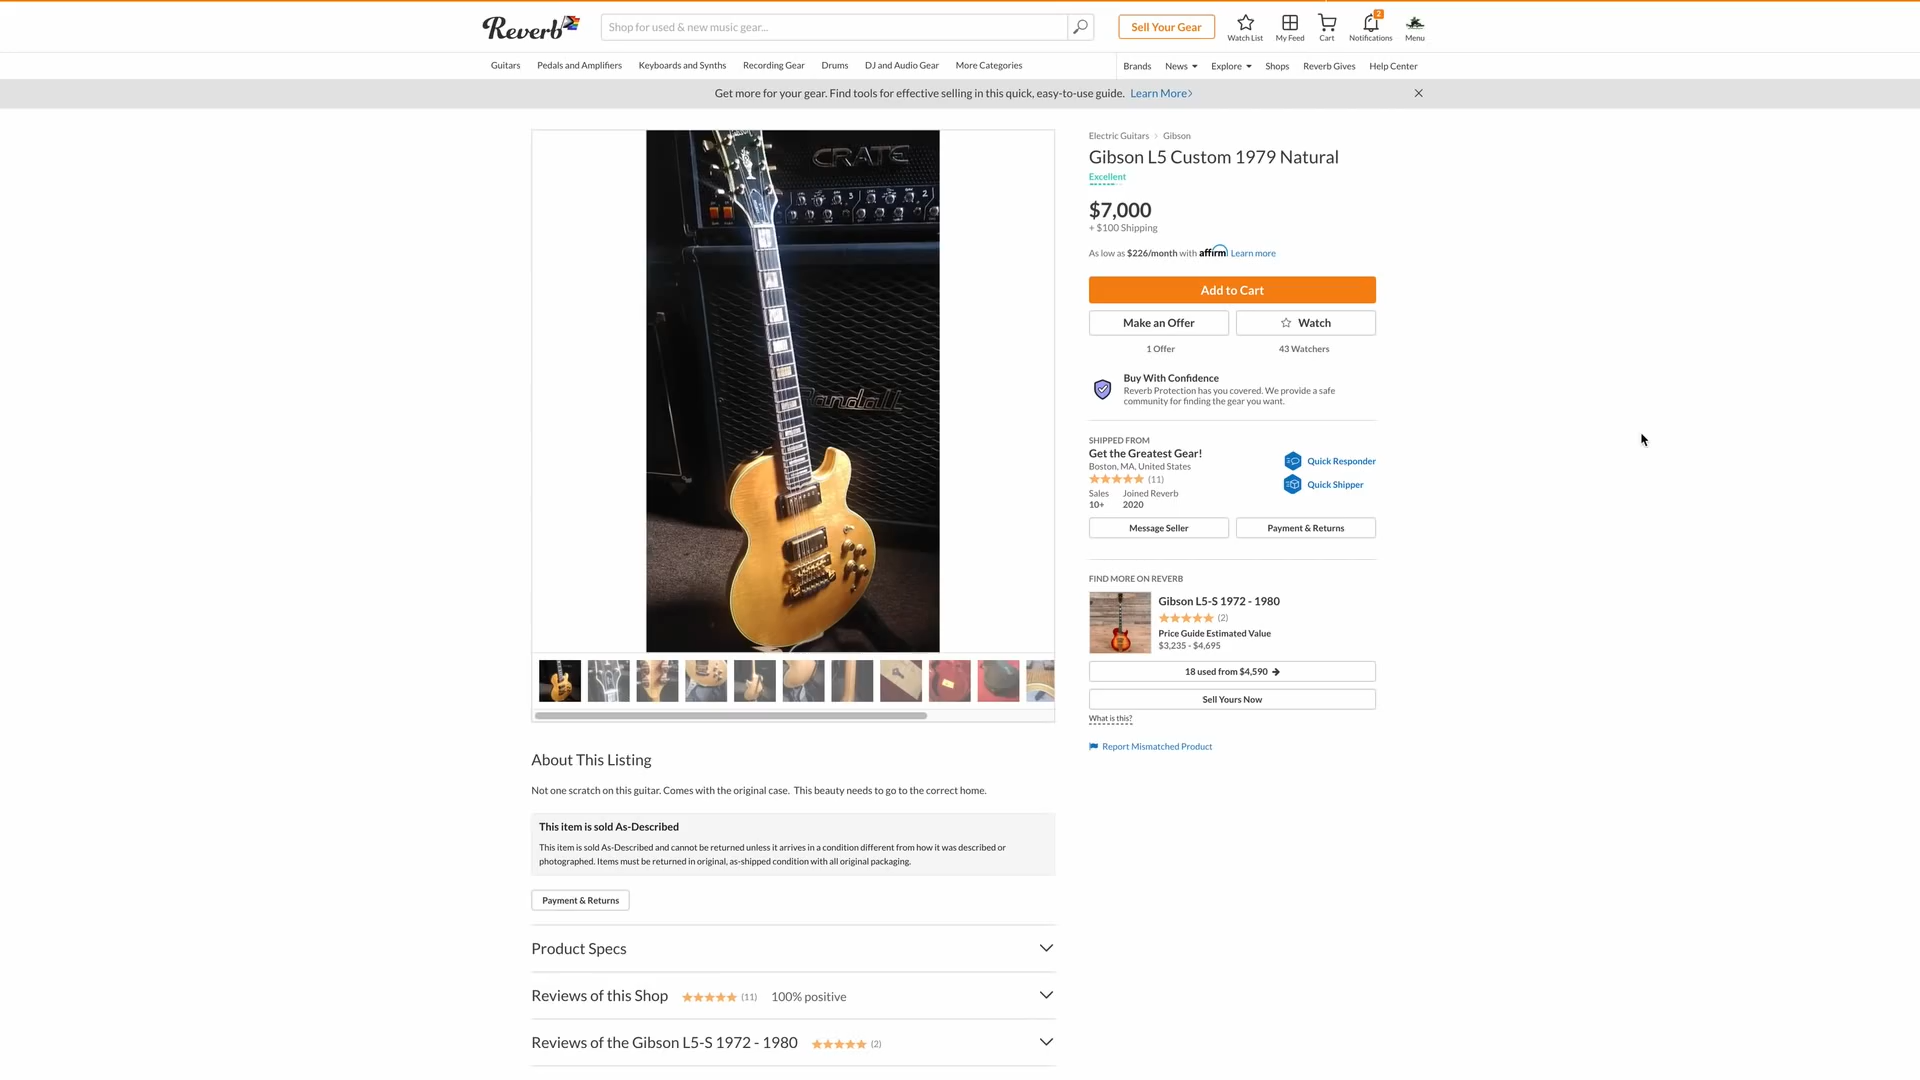 Reverb
Shop for used & new music gear...
Sell Your Gear
Watch List
My Feed
Cart
2
Notifications
Menu
Guitars
Pedals and Amplifiers
Keyboards and Synths
Recording Gear
Drums
DJ and Audio Gear
More Categories
Brands
News
Explore
Shops
Reverb Gives
Help Center
Get more for your gear. Find tools for effective selling in this quick, easy-to-use guide. Learn More
CRATE
Randall
Electric Guitars > Gibson
Gibson L5 Custom 1979 Natural
Excellent
$7,000
+ $100 Shipping
As low as $226/month with affirm Learn more
Add to Cart
Make an Offer
Watch
1 Offer
43 Watchers
Buy With Confidence
Reverb Protection has you covered. We provide a safe
community for finding the gear you want.
SHIPPED FROM
Get the Greatest Gear!
Boston, MA, United States
(11)
Sales
Joined Reverb
10+
2020
Quick Responder
Quick Shipper
Message Seller
Payment & Returns
FIND MORE ON REVERB
Gibson L5-S 1972 - 1980
(2)
Price Guide Estimated Value
$3,235 - $4,695
18 used from $4,590
Sell Yours Now
What is this?
Report Mismatched Product
About This Listing
Not one scratch on this guitar. Comes with the original case. This beauty needs to go to the correct home.
This item is sold As-Described
This item is sold As-Described and cannot be returned unless it arrives in a condition different from how it was described or
photographed. Items must be returned in original, as-shipped condition with all original packaging.
Payment & Returns
Product Specs
Reviews of this Shop (11) 100% positive
Reviews of the Gibson L5-S 1972 - 1980 (2)